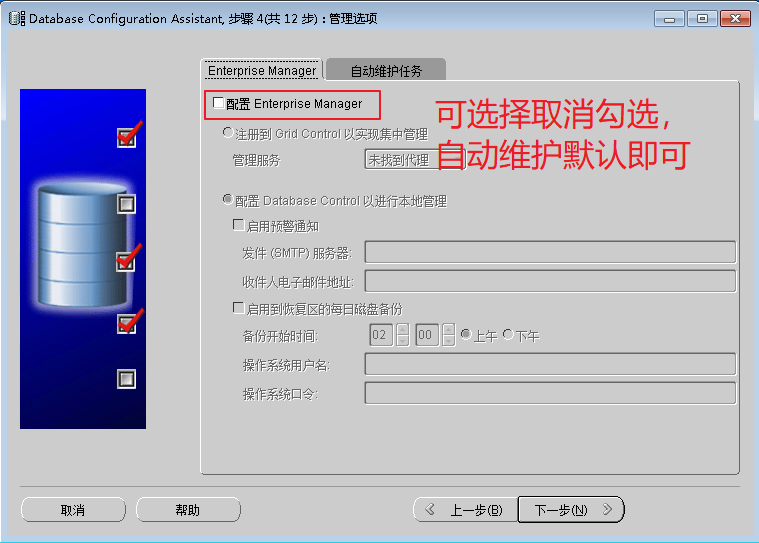 Database Configuration Assistant, 步骤 4(共 12 步) : 管理选项
Enterprise Manager
自动维护任务
配置 Enterprise Manager
可选择取消勾选，
自动维护默认即可
注册到 Grid Control 以实现集中管理
管理服务
未找到代理
配置 Database Control 以进行本地管理
启用预警通知
发件 (SMTP) 服务器:
收件人电子邮件地址:
启用到恢复区的每日磁盘备份
备份开始时间:
02
00
上午
下午
操作系统用户名:
操作系统口令:
取消
帮助
上一步(B)
下一步(N)